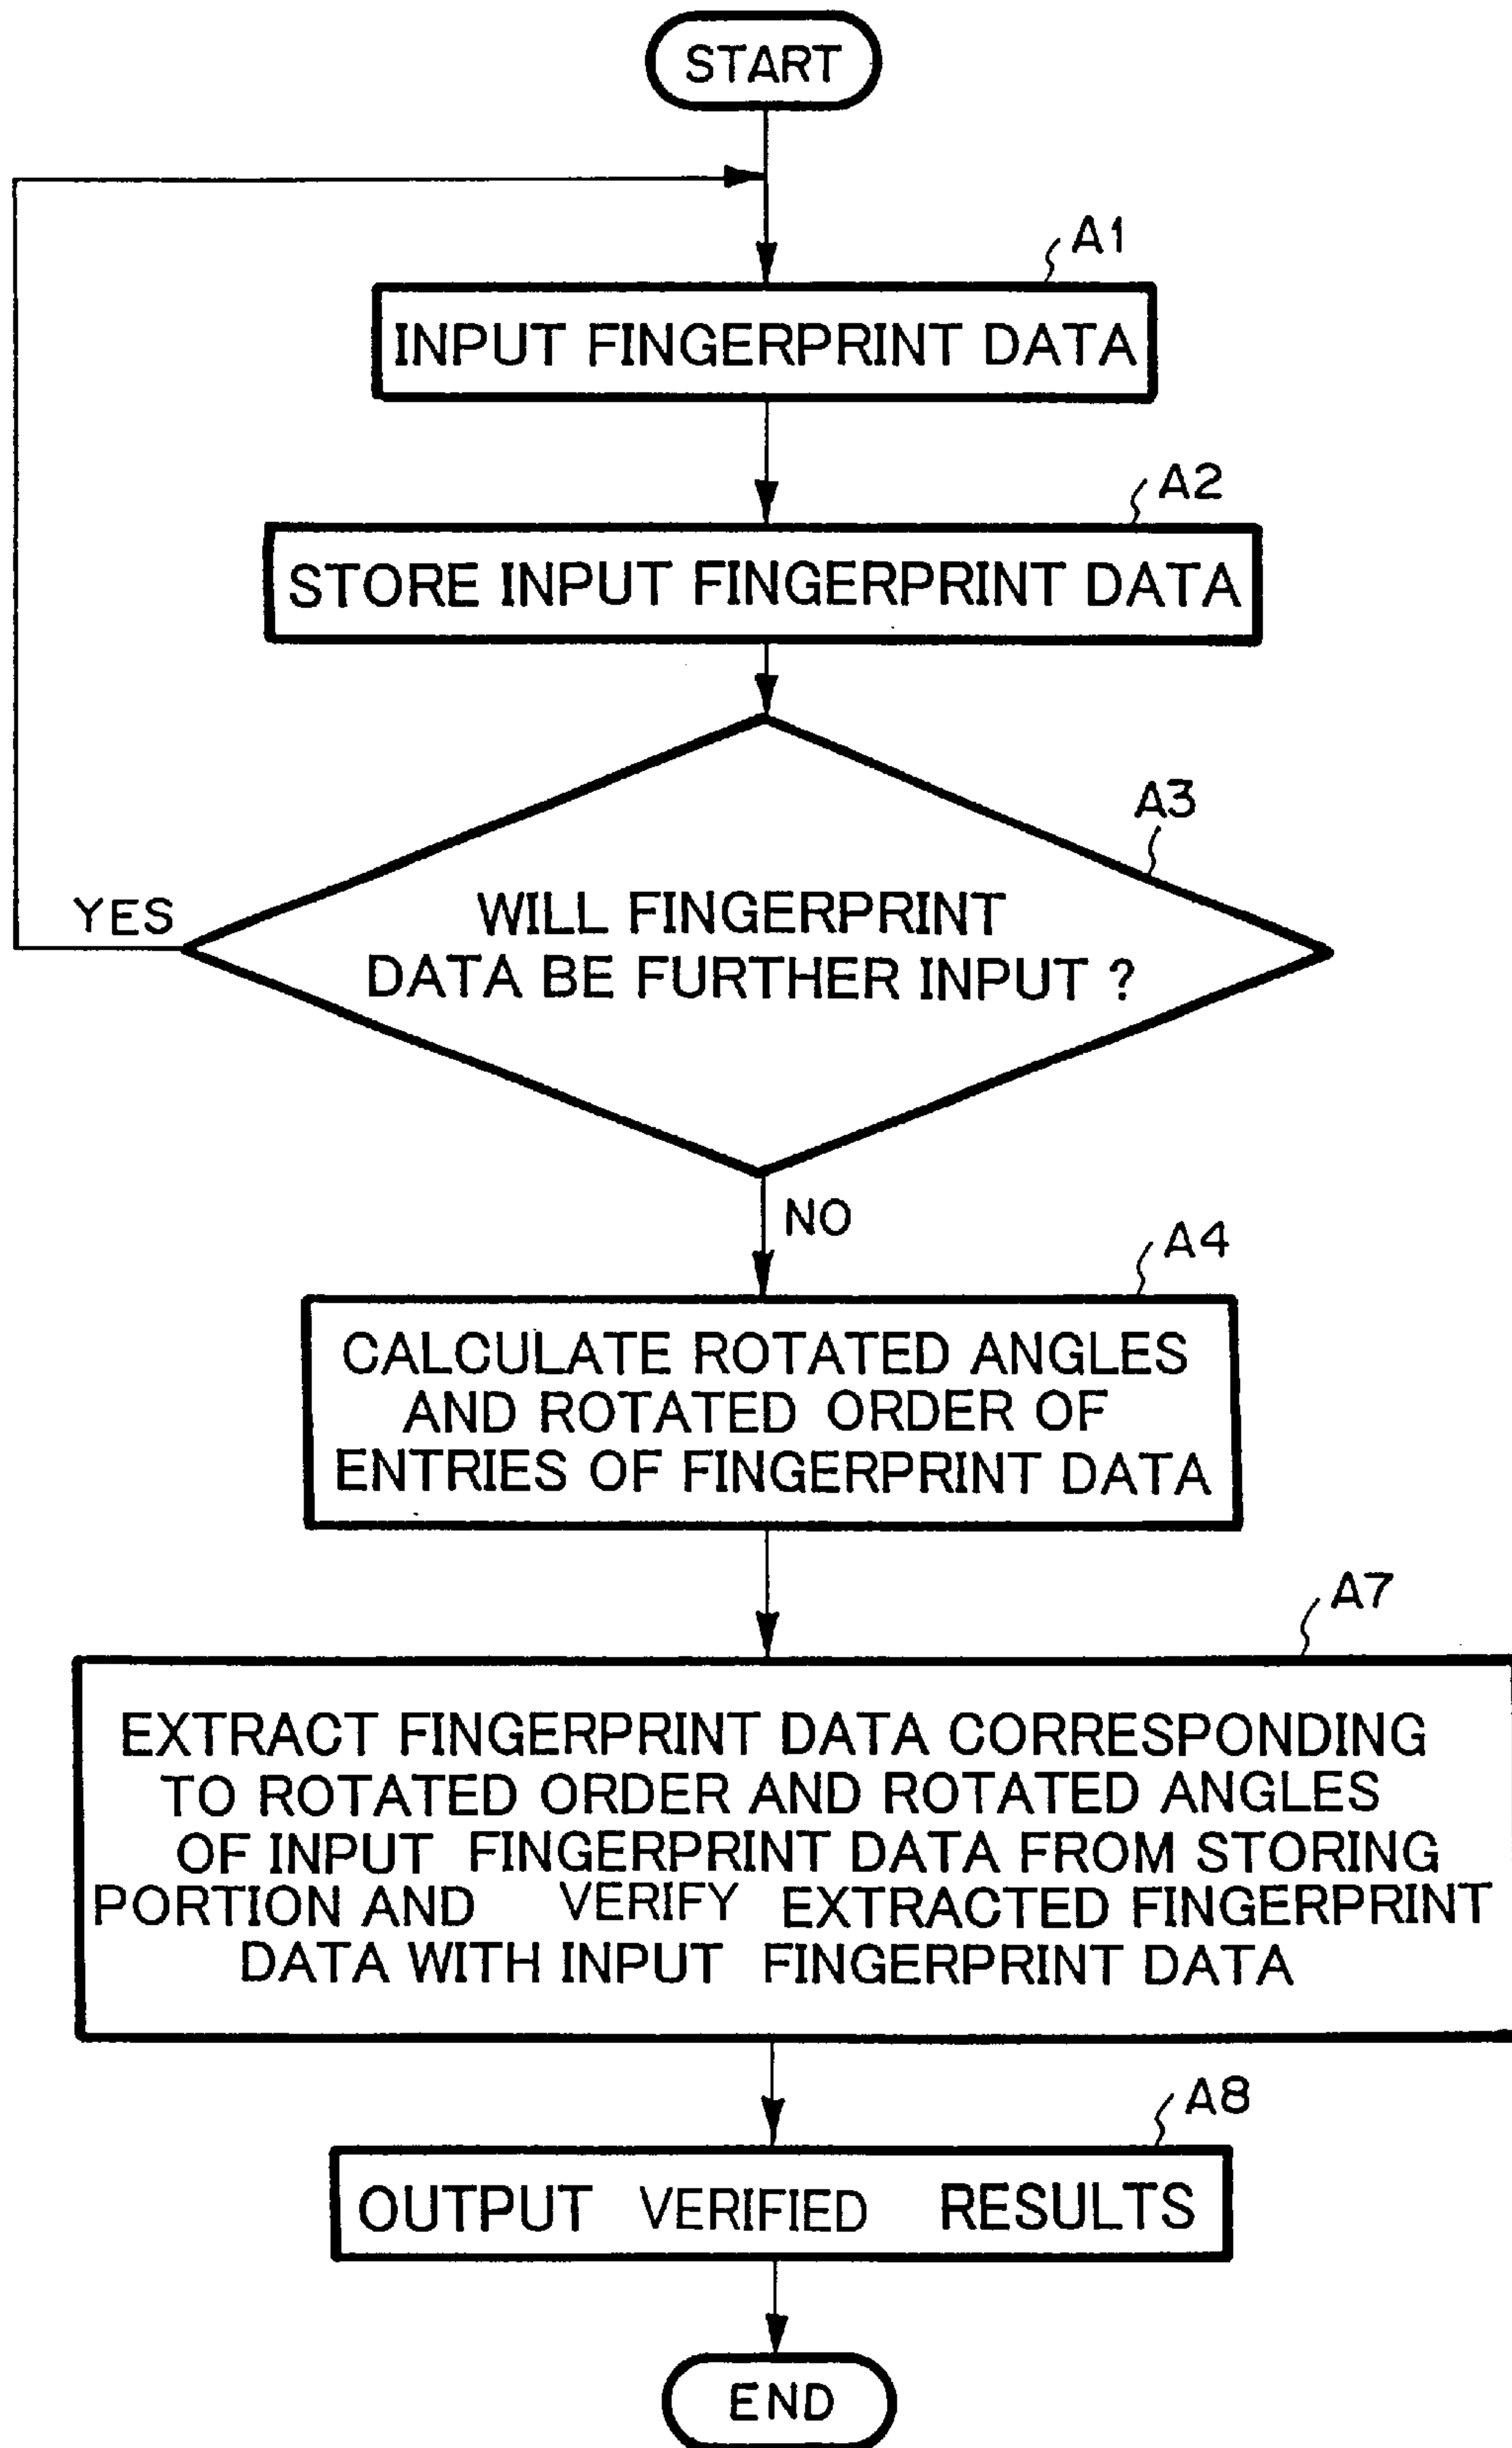 START
A1
INPUT FINGERPRINT DATA
A2
STORE INPUT FINGERPRINT DATA
A3
WILL FINGERPRINT
DATA BE FURTHER INPUT ?
YES
NO
A4
CALCULATE ROTATED ANGLES
AND ROTATED ORDER OF
ENTRIES OF FINGERPRINT DATA
A7
EXTRACT FINGERPRINT DATA CORRESPONDING
TO ROTATED ORDER AND ROTATED ANGLES
OF INPUT FINGERPRINT DATA FROM STORING
PORTION AND VERIFY EXTRACTED FINGERPRINT
DATA WITH INPUT FINGERPRINT DATA
A8
OUTPUT VERIFIED RESULTS
END